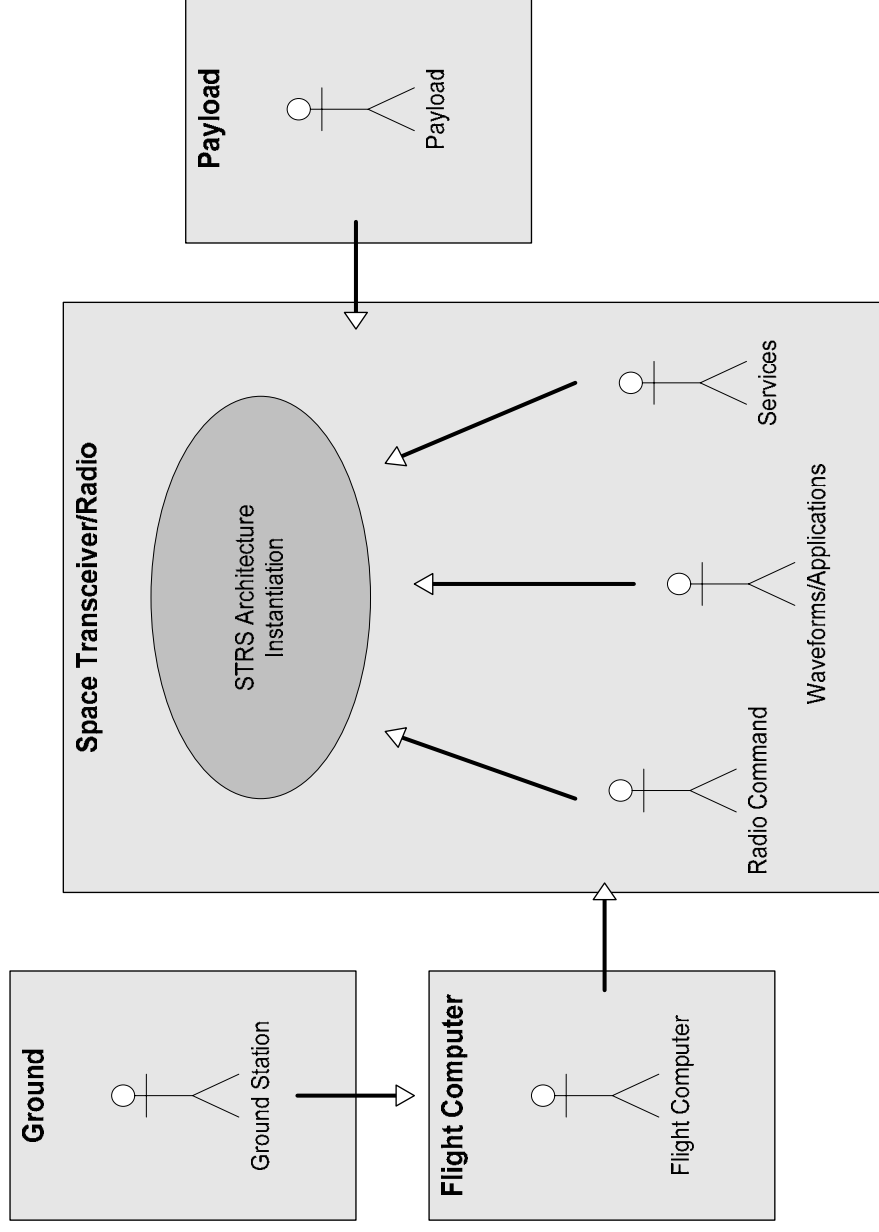 Ground
Ground Station
Flight Computer
Flight Computer
Space Transceiver/Radio
STRS Architecture
Instantiation
Radio Command
Waveforms/Applications
Services
Payload
Payload